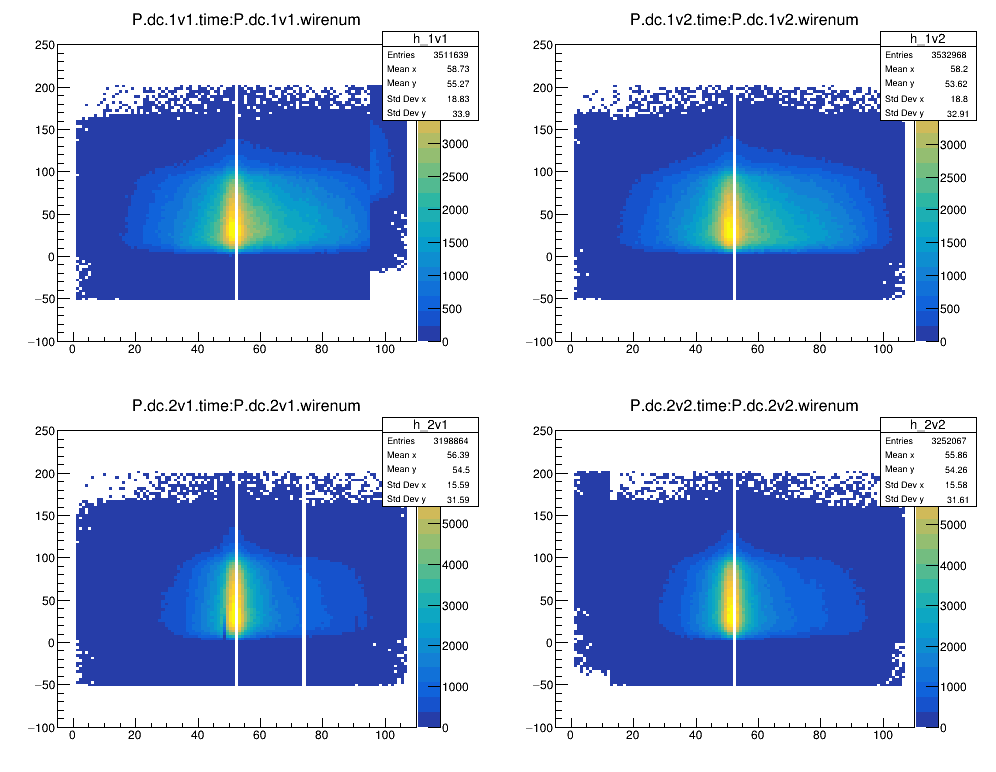 P.dc.1v1.time:P.dc.1v1.wirenum
h_1v1
Entries 3511639
Mean x 58.73
Mean y 55.27
Std Dev x 18.83
Std Dev y 33.9
250
200
150
100
50
0
−50
−100
0 20 40 60 80 100
3000
2500
2000
1500
1000
500
0
P.dc.1v2.time:P.dc.1v2.wirenum
h_1v2
Entries 3532968
Mean x 58.2
Mean y 53.62
Std Dev x 18.8
Std Dev y 32.91
250
200
150
100
50
0
−50
−100
0 20 40 60 80 100
3000
2500
2000
1500
1000
500
0
P.dc.2v1.time:P.dc.2v1.wirenum
h_2v1
Entries 3198864
Mean x 56.39
Mean y 54.5
Std Dev x 15.59
Std Dev y 31.59
250
200
150
100
50
0
−50
−100
0 20 40 60 80 100
5000
4000
3000
2000
1000
0
P.dc.2v2.time:P.dc.2v2.wirenum
h_2v2
Entries 3252067
Mean x 55.86
Mean y 54.26
Std Dev x 15.58
Std Dev y 31.61
250
200
150
100
50
0
−50
−100
0 20 40 60 80 100
5000
4000
3000
2000
1000
0